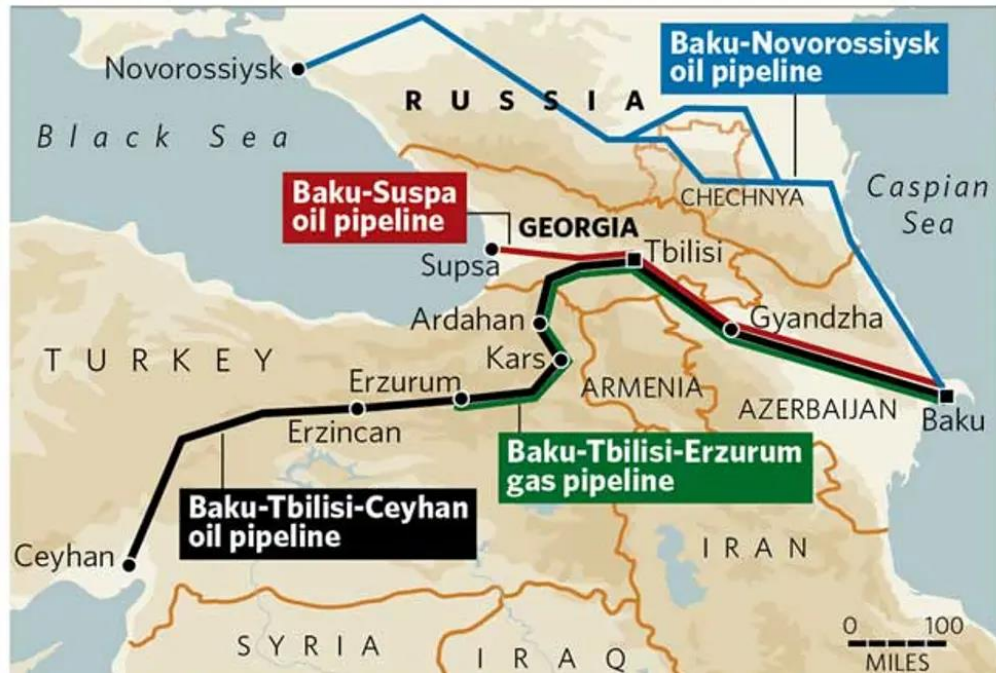 Baku-Novorossiysk
oil pipeline
Novorossiysk
RUSSIA
Black Sea
Caspian
Sea
CHECHNYA
Baku-Suspa
oil pipeline
GEORGIA
Supsa
Tbilisi
Ardahan
Gyandzha
TURKEY
Kars
Erzurum
ARMENIA
AZERBAIJAN
Baku
Erzincan
Baku-Tbilisi-Erzurum
gas pipeline
Baku-Tbilisi-Ceyhan
oil pipeline
Ceyhan
IRAN
SYRIA
IRAQ
0 100
MILES